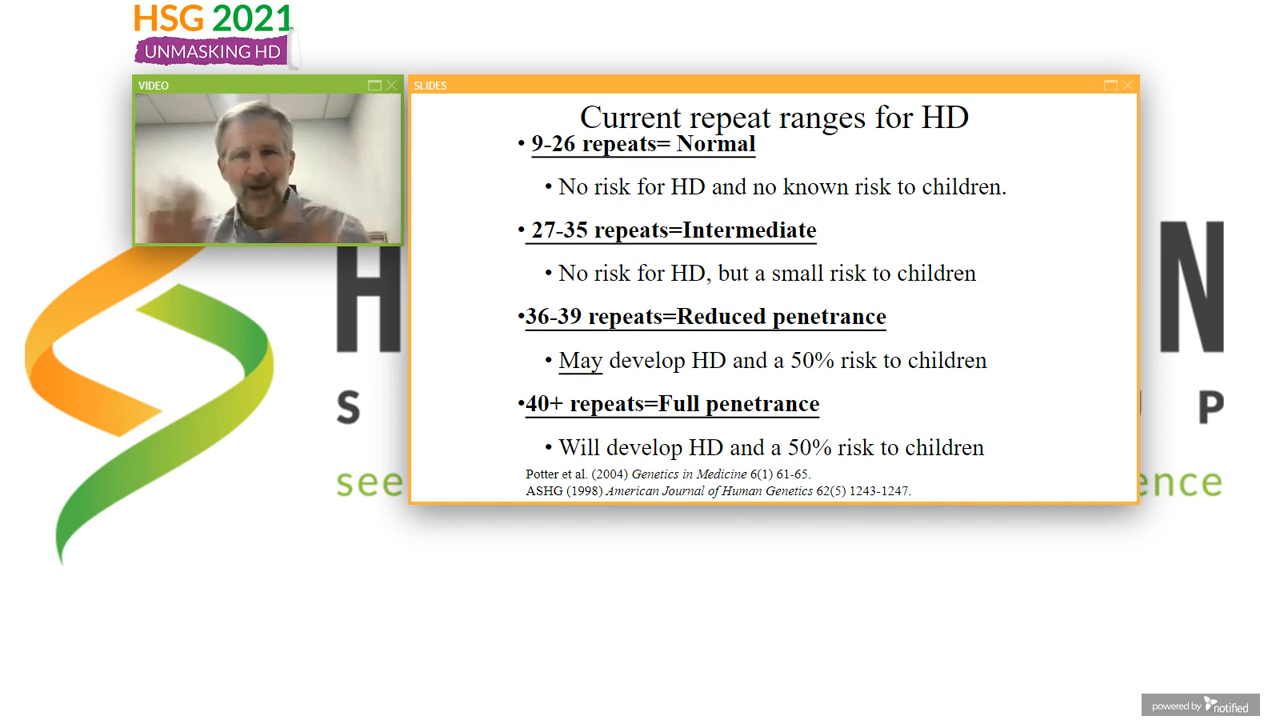 HSG 2021
UNMASKING HD
VIDEO
SLIDES
Current repeat ranges for HD
• 9-26 repeats= Normal
• No risk for HD and no known risk to children.
• 27-35 repeats=Intermediate
• No risk for HD, but a small risk to children
•36-39 repeats=Reduced penetrance
• May develop HD and a 50% risk to children
•40+ repeats=Full penetrance
• Will develop HD and a 50% risk to children
Potter et al. (2004) Genetics in Medicine 6(1) 61-65.
ASHG (1998) American Journal of Human Genetics 62(5) 1243-1247.
H N
S U P
see ence
powered by notified